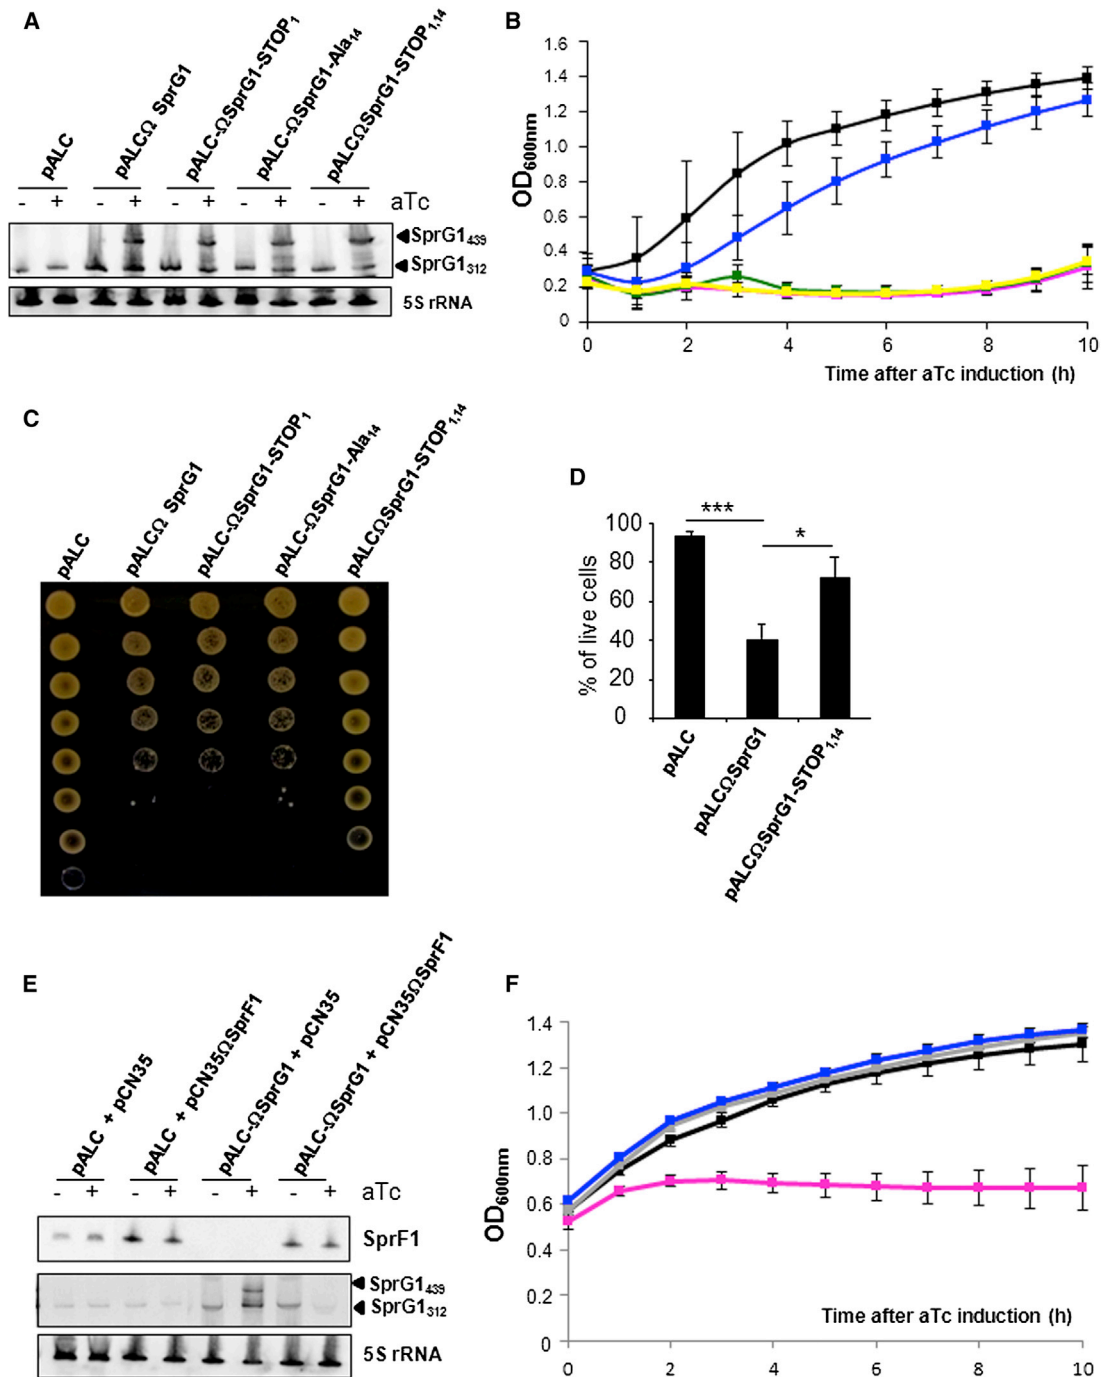 A
pALC
pALCΩ SprG1
pALC-ΩSprG1-STOP₁
pALC-ΩSprG1-Ala₁₄
pALCΩSprG1-STOP₁,₁₄
- + - + - + - + - + aTc
SprG1₄₃₉
SprG1₃₁₂
5S rRNA
B
OD₆₀₀nm
1.6
1.4
1.2
1.0
0.8
0.6
0.4
0.2
0
0 2 4 6 8 10
Time after aTc induction (h)
C
pALC
pALCΩ SprG1
pALC-ΩSprG1-STOP₁
pALC-ΩSprG1-Ala₁₄
pALCΩSprG1-STOP₁,₁₄
D
*** *
% of live cells
100
80
60
40
20
0
pALC
pALCΩSprG1
pALCΩSprG1-STOP₁,₁₄
E
pALC + pCN35
pALC + pCN35ΩSprF1
pALC-ΩSprG1 + pCN35
pALC-ΩSprG1 + pCN35ΩSprF1
- + - + - + - + aTc
SprF1
SprG1₄₃₉
SprG1₃₁₂
5S rRNA
F
OD₆₀₀nm
1.4
1.2
1.0
0.8
0.6
0.4
0.2
0
Time after aTc induction (h)
0 2 4 6 8 10